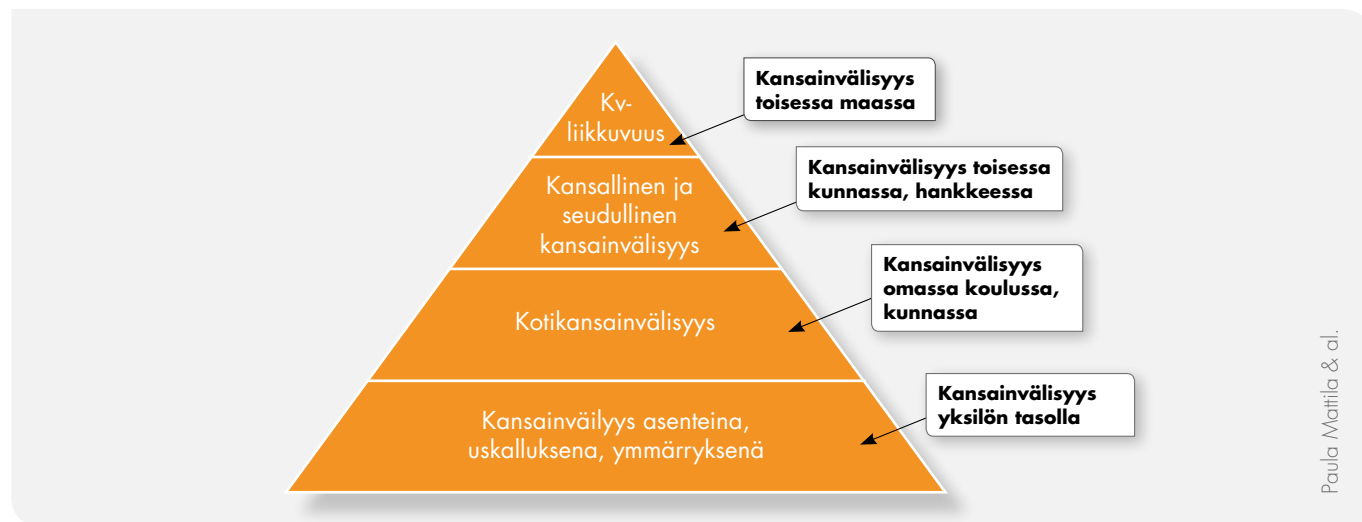 Kv-
liikkuvuus
Kansainvälisyys
toisessa maassa
Kansallinen ja
seudullinen
kansainvälisyys
Kansainvälisyys toisessa
kunnassa, hankkeessa
Kotikansainvälisyys
Kansainvälisyys
omassa koulussa,
kunnassa
Kansainväilyys asenteina,
uskalluksena, ymmärryksenä
Kansainvälisyys
yksilön tasolla
Paula Mattila & al.